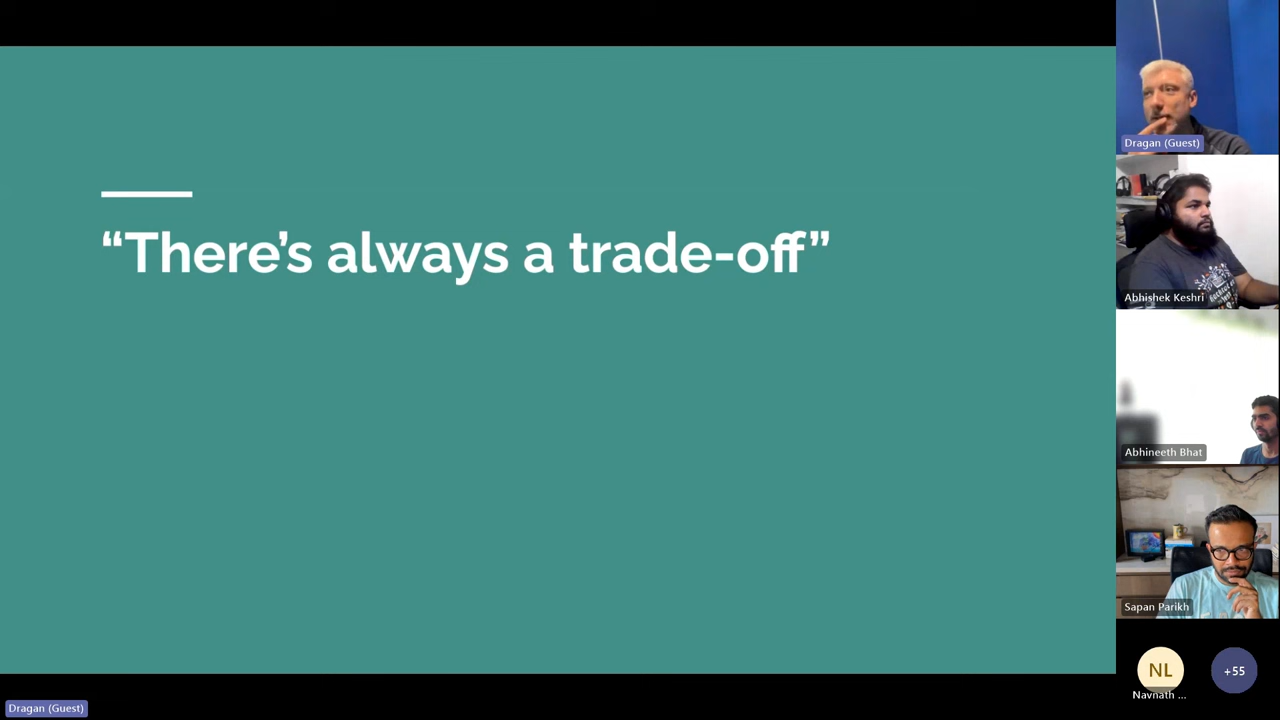 “There’s always a trade-off”
Dragan (Guest)
Abhishek Keshri
Abhineeth Bhat
Sapan Parikh
NL
+55
Navnath ...
Dragan (Guest)